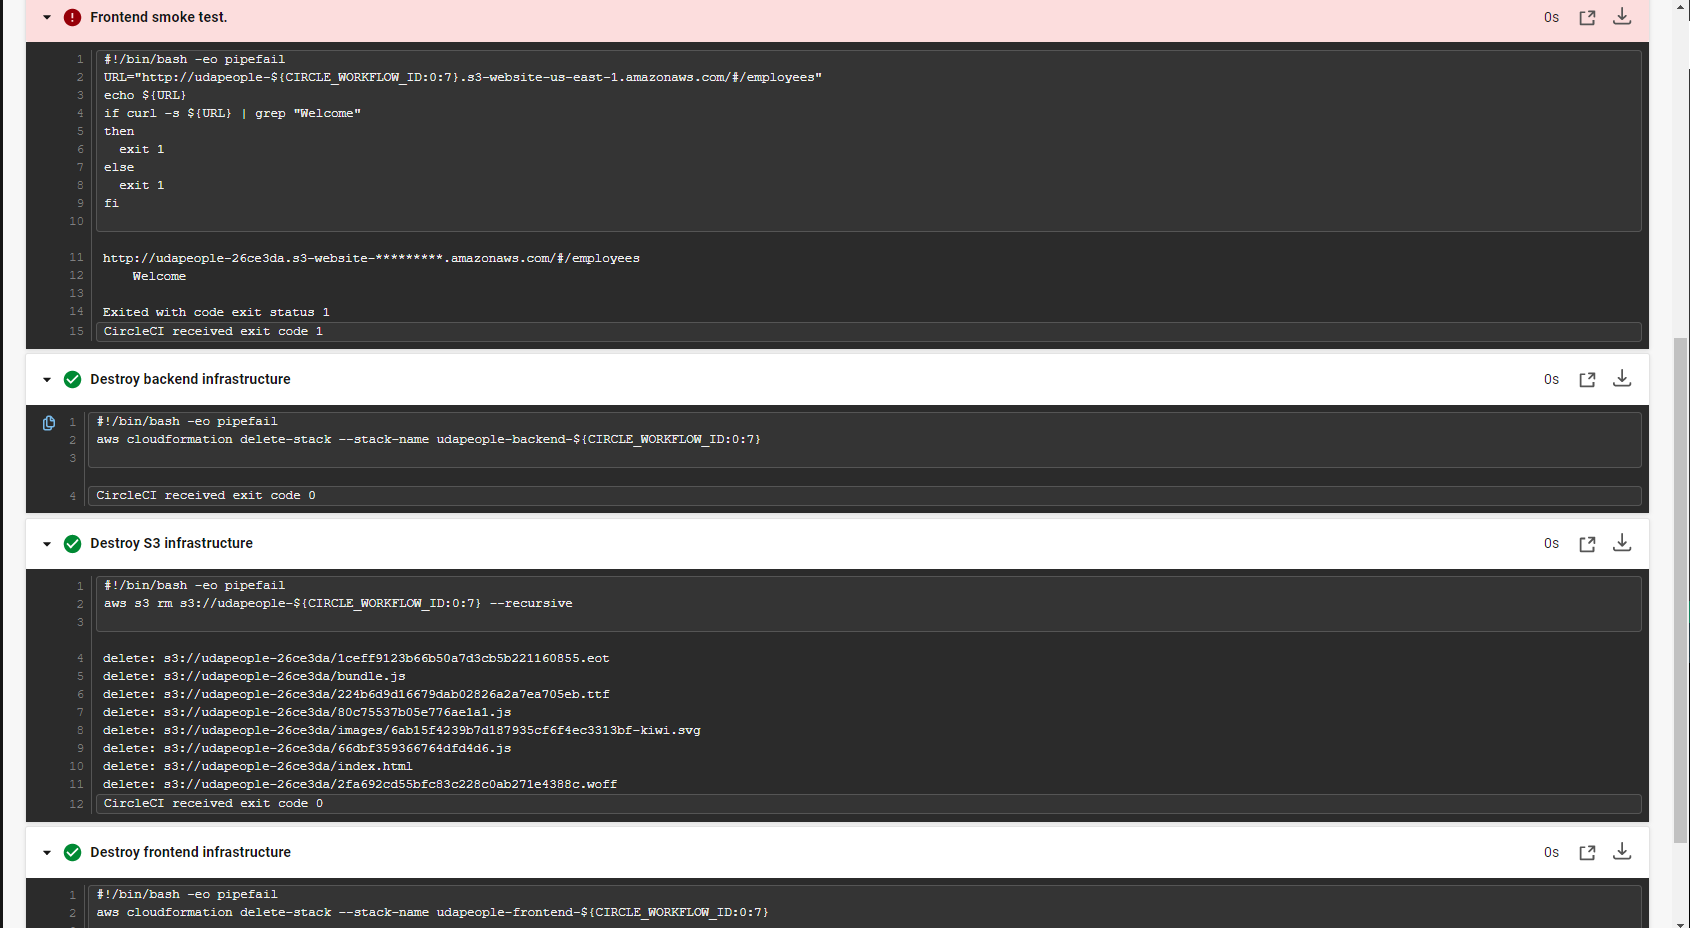 Frontend smoke test.
0s
1 #!/bin/bash -eo pipefail
2 URL="http://udapeople-${CIRCLE_WORKFLOW_ID:0:7}.s3-website-us-east-1.amazonaws.com/#/employees"
3 echo ${URL}
4 if curl -s ${URL} | grep "Welcome"
5 then
6   exit 1
7 else
8   exit 1
9 fi
10
11 http://udapeople-26ce3da.s3-website-*********.amazonaws.com/#/employees
12     Welcome
13
14 Exited with code exit status 1
15 CircleCI received exit code 1
Destroy backend infrastructure
0s
1 #!/bin/bash -eo pipefail
2 aws cloudformation delete-stack --stack-name udapeople-backend-${CIRCLE_WORKFLOW_ID:0:7}
3
4 CircleCI received exit code 0
Destroy S3 infrastructure
0s
1 #!/bin/bash -eo pipefail
2 aws s3 rm s3://udapeople-${CIRCLE_WORKFLOW_ID:0:7} --recursive
3
4 delete: s3://udapeople-26ce3da/1ceff9123b66b50a7d3cb5b221160855.eot
5 delete: s3://udapeople-26ce3da/bundle.js
6 delete: s3://udapeople-26ce3da/224b6d9d16679dab02826a2a7ea705eb.ttf
7 delete: s3://udapeople-26ce3da/80c75537b05e776ae1a1.js
8 delete: s3://udapeople-26ce3da/images/6ab15f4239b7d187935cf6f4ec3313bf-kiwi.svg
9 delete: s3://udapeople-26ce3da/66dbf359366764dfd4d6.js
10 delete: s3://udapeople-26ce3da/index.html
11 delete: s3://udapeople-26ce3da/2fa692cd55bfc83c228c0ab271e4388c.woff
12 CircleCI received exit code 0
Destroy frontend infrastructure
0s
1 #!/bin/bash -eo pipefail
2 aws cloudformation delete-stack --stack-name udapeople-frontend-${CIRCLE_WORKFLOW_ID:0:7}